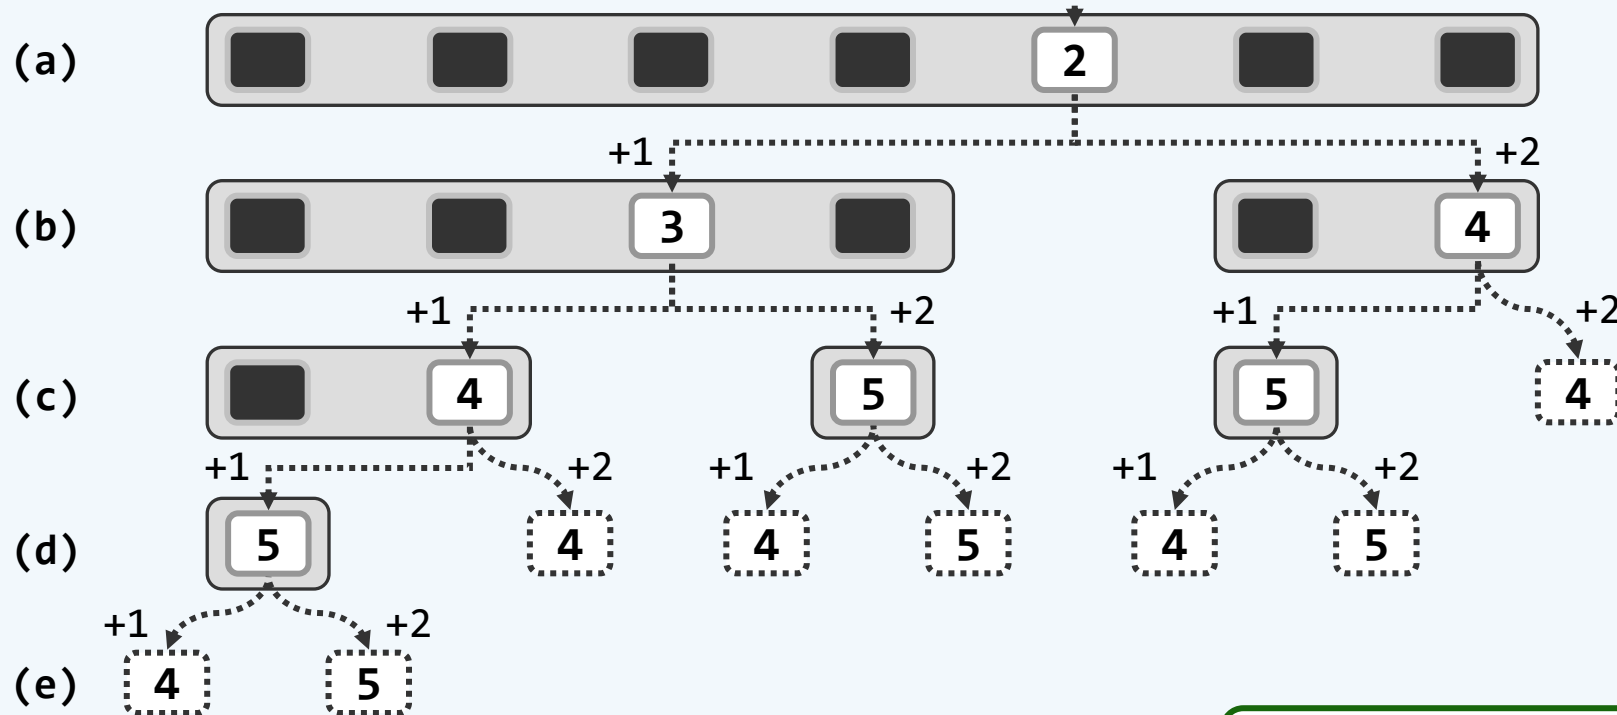 (a) 2
+1 +2
(b) 3 4
+1 +2 +1 +2
(c) 4 5 5 4
+1 +2 +1 +2 +1 +2
(d) 5 4 4 5 4 5
+1 +2
(e) 4 5